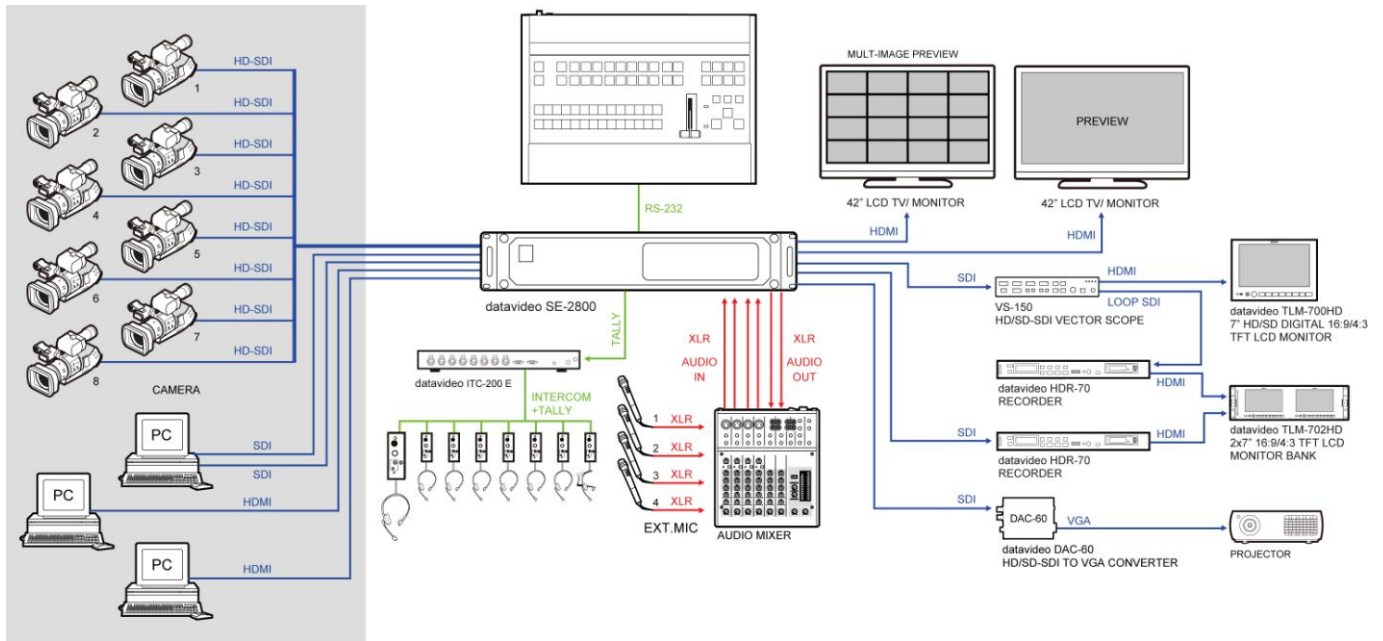 HD-SDI
1
HD-SDI
2
HD-SDI
3
HD-SDI
4
HD-SDI
5
HD-SDI
6
HD-SDI
7
HD-SDI
8
CAMERA
PC
SDI
SDI
PC
HDMI
PC
HDMI
RS-232
datavideo SE-2800
TALLY
datavideo ITC-200 E
INTERCOM
+TALLY
XLR
AUDIO
IN
XLR
AUDIO
OUT
1 XLR
2 XLR
3 XLR
4 XLR
EXT.MIC
AUDIO MIXER
MULT-IMAGE PREVIEW
42" LCD TV/ MONITOR
HDMI
PREVIEW
42" LCD TV/ MONITOR
HDMI
SDI
VS-150
HD/SD-SDI VECTOR SCOPE
HDMI
LOOP SDI
datavideo TLM-700HD
7" HD/SD DIGITAL 16:9/4:3
TFT LCD MONITOR
datavideo HDR-70
RECORDER
HDMI
SDI
datavideo HDR-70
RECORDER
HDMI
datavideo TLM-702HD
2x7" 16:9/4:3 TFT LCD
MONITOR BANK
SDI
DAC-60
VGA
datavideo DAC-60
HD/SD-SDI TO VGA CONVERTER
PROJECTOR